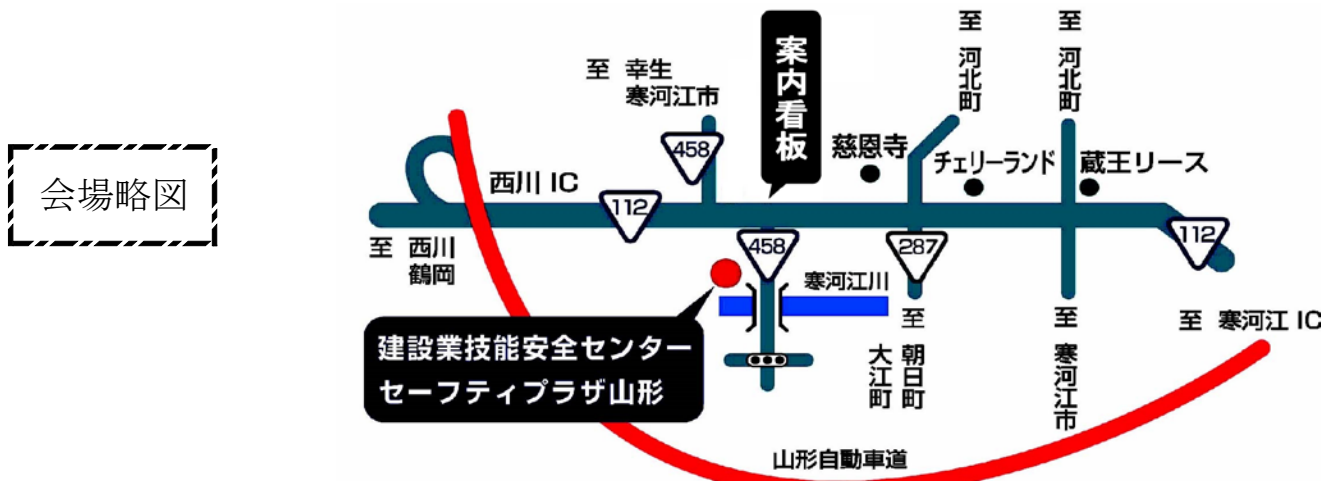 会場略図
至 幸生
寒河江市
案内看板
至 河北町
至 河北町
458
慈恩寺
チェリーランド
蔵王リース
西川 IC
112
至 西川
鶴岡
458
287
112
寒河江川
建設業技能安全センター
セーフティプラザ山形
至 朝日町
大江町
至 寒河江市
至 寒河江 IC
山形自動車道